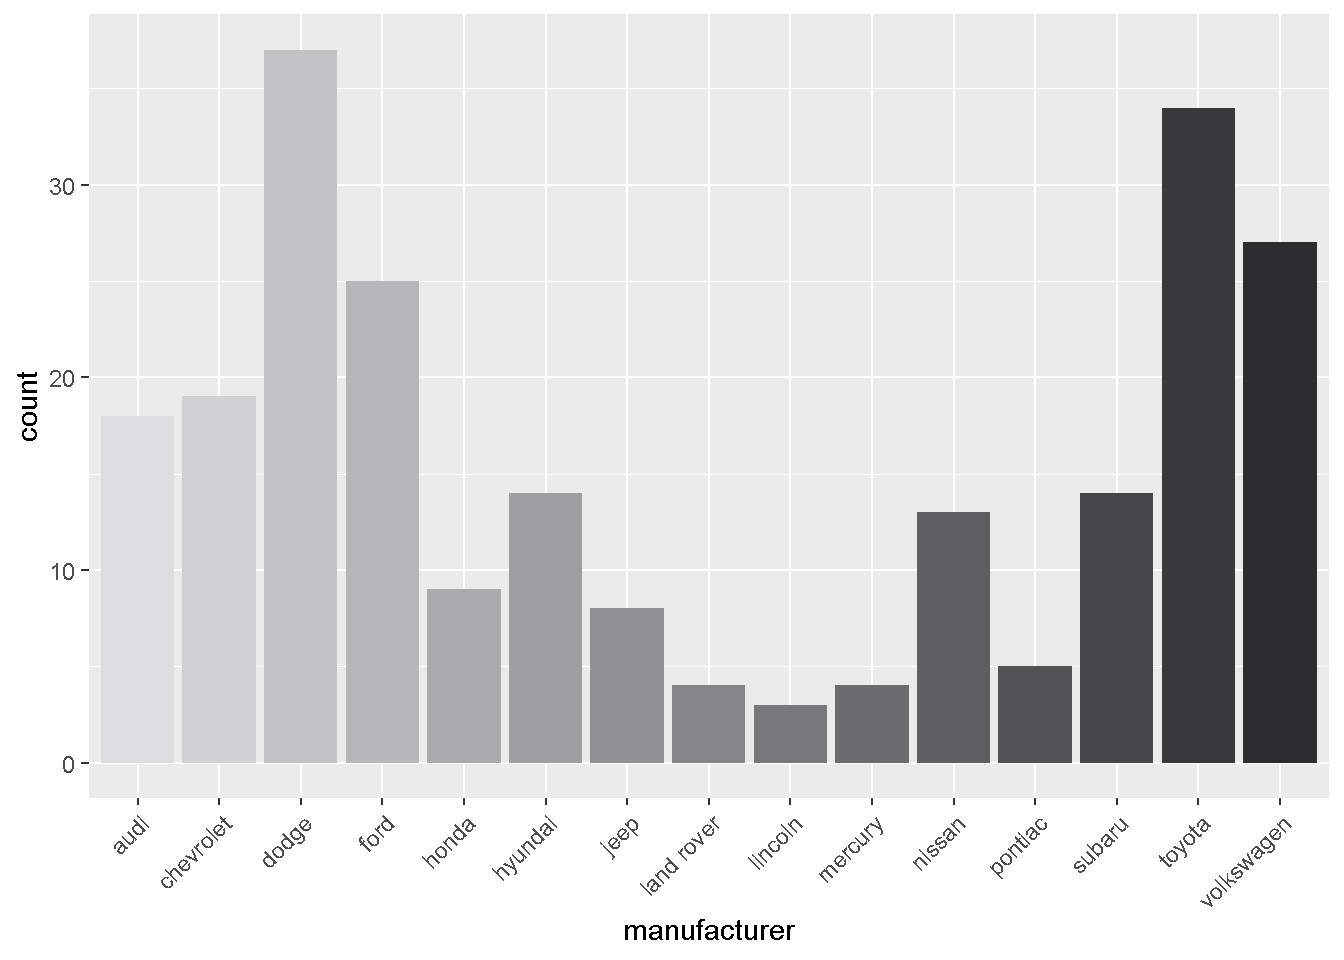 count
30
20
10
0
audi
chevrolet
dodge
ford
honda
hyundai
jeep
land rover
lincoln
mercury
nissan
pontiac
subaru
toyota
volkswagen
manufacturer